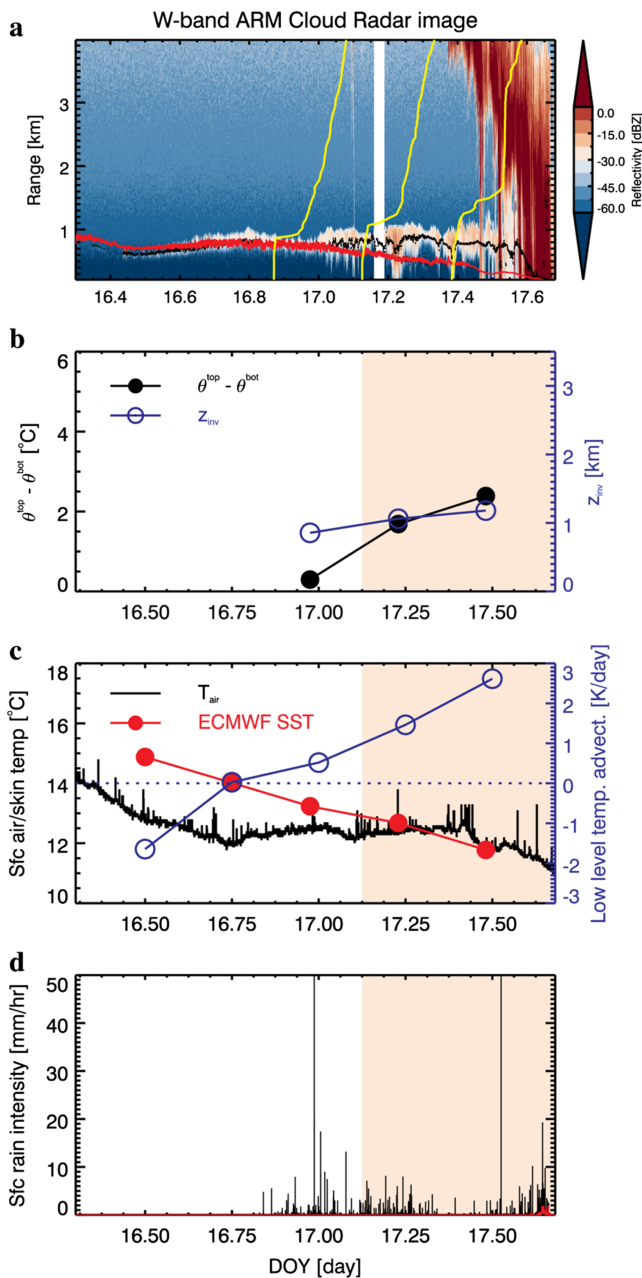 a
W-band ARM Cloud Radar image
Range [km]
3
2
1
16.4 16.6 16.8 17.0 17.2 17.4 17.6
0.0
-15.0
-30.0
-45.0
-60.0
Reflectivity [dBZ]
b
θtop - θbot [°C]
6
4
2
0
θtop - θbot
zinv
3
2
1
0
zinv [km]
16.50 16.75 17.00 17.25 17.50
c
Sfc air/skin temp [°C]
18
16
14
12
10
Tair
ECMWF SST
3
2
1
0
-1
-2
-3
Low level temp. advect. [K/day]
16.50 16.75 17.00 17.25 17.50
d
Sfc rain intensity [mm/hr]
50
40
30
20
10
0
16.50 16.75 17.00 17.25 17.50
DOY [day]